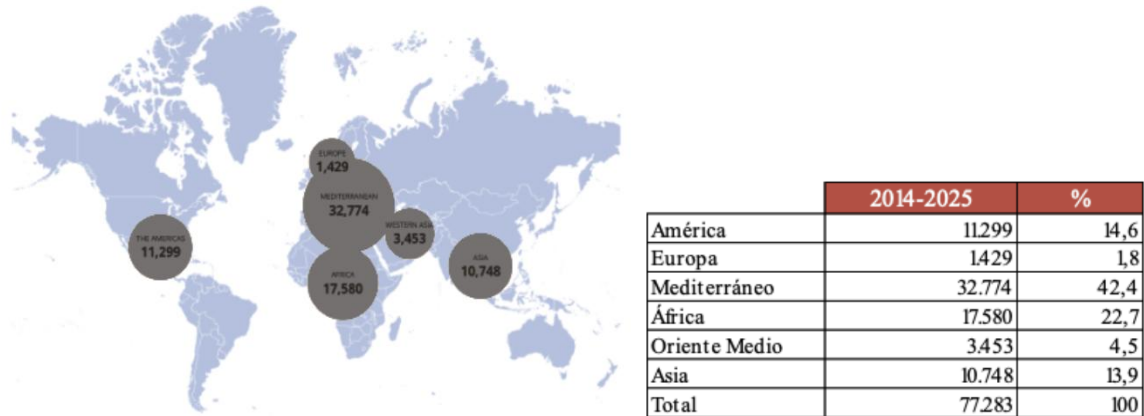 EUROPE
1,429
MEDITERRANEAN
32,774
WESTERN ASIA
3,453
THE AMERICAS
11,299
ASIA
10,748
AFRICA
17,580
2014-2025 %
América 11.299 14,6
Europa 1.429 1,8
Mediterráneo 32.774 42,4
África 17.580 22,7
Oriente Medio 3.453 4,5
Asia 10.748 13,9
Total 77.283 100